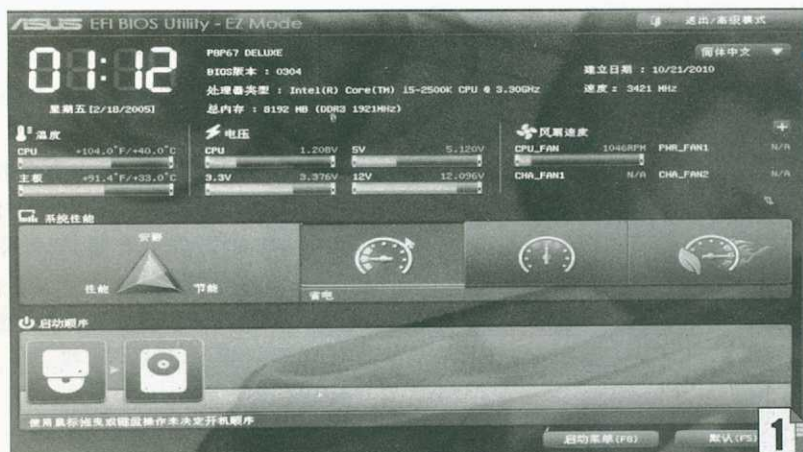 ASUS EFI BIOS Utility - EZ Mode
退出/高级模式
01:12
星期五 [2/18/2005]
P8P67 DELUXE
BIOS版本 : 0304
处理器类型 : Intel(R) Core(TM) i5-2500K CPU @ 3.30GHz
总内存 : 8192 MB (DDR3 1921MHz)
简体中文
建立日期 : 10/21/2010
速度 : 3421 MHz
温度
CPU +104.0°F/+40.0°C
主板 +91.4°F/+33.0°C
电压
CPU 1.208V 5V 5.120V
3.3V 3.376V 12V 12.096V
风扇速度
CPU_FAN 1046RPM PWR_FAN1 N/A
CHA_FAN1 N/A CHA_FAN2 N/A
系统性能
安静
性能 节能
省电
启动顺序
使用鼠标拖曳或键盘操作来决定开机顺序
启动菜单(F8)
默认(F5)
1